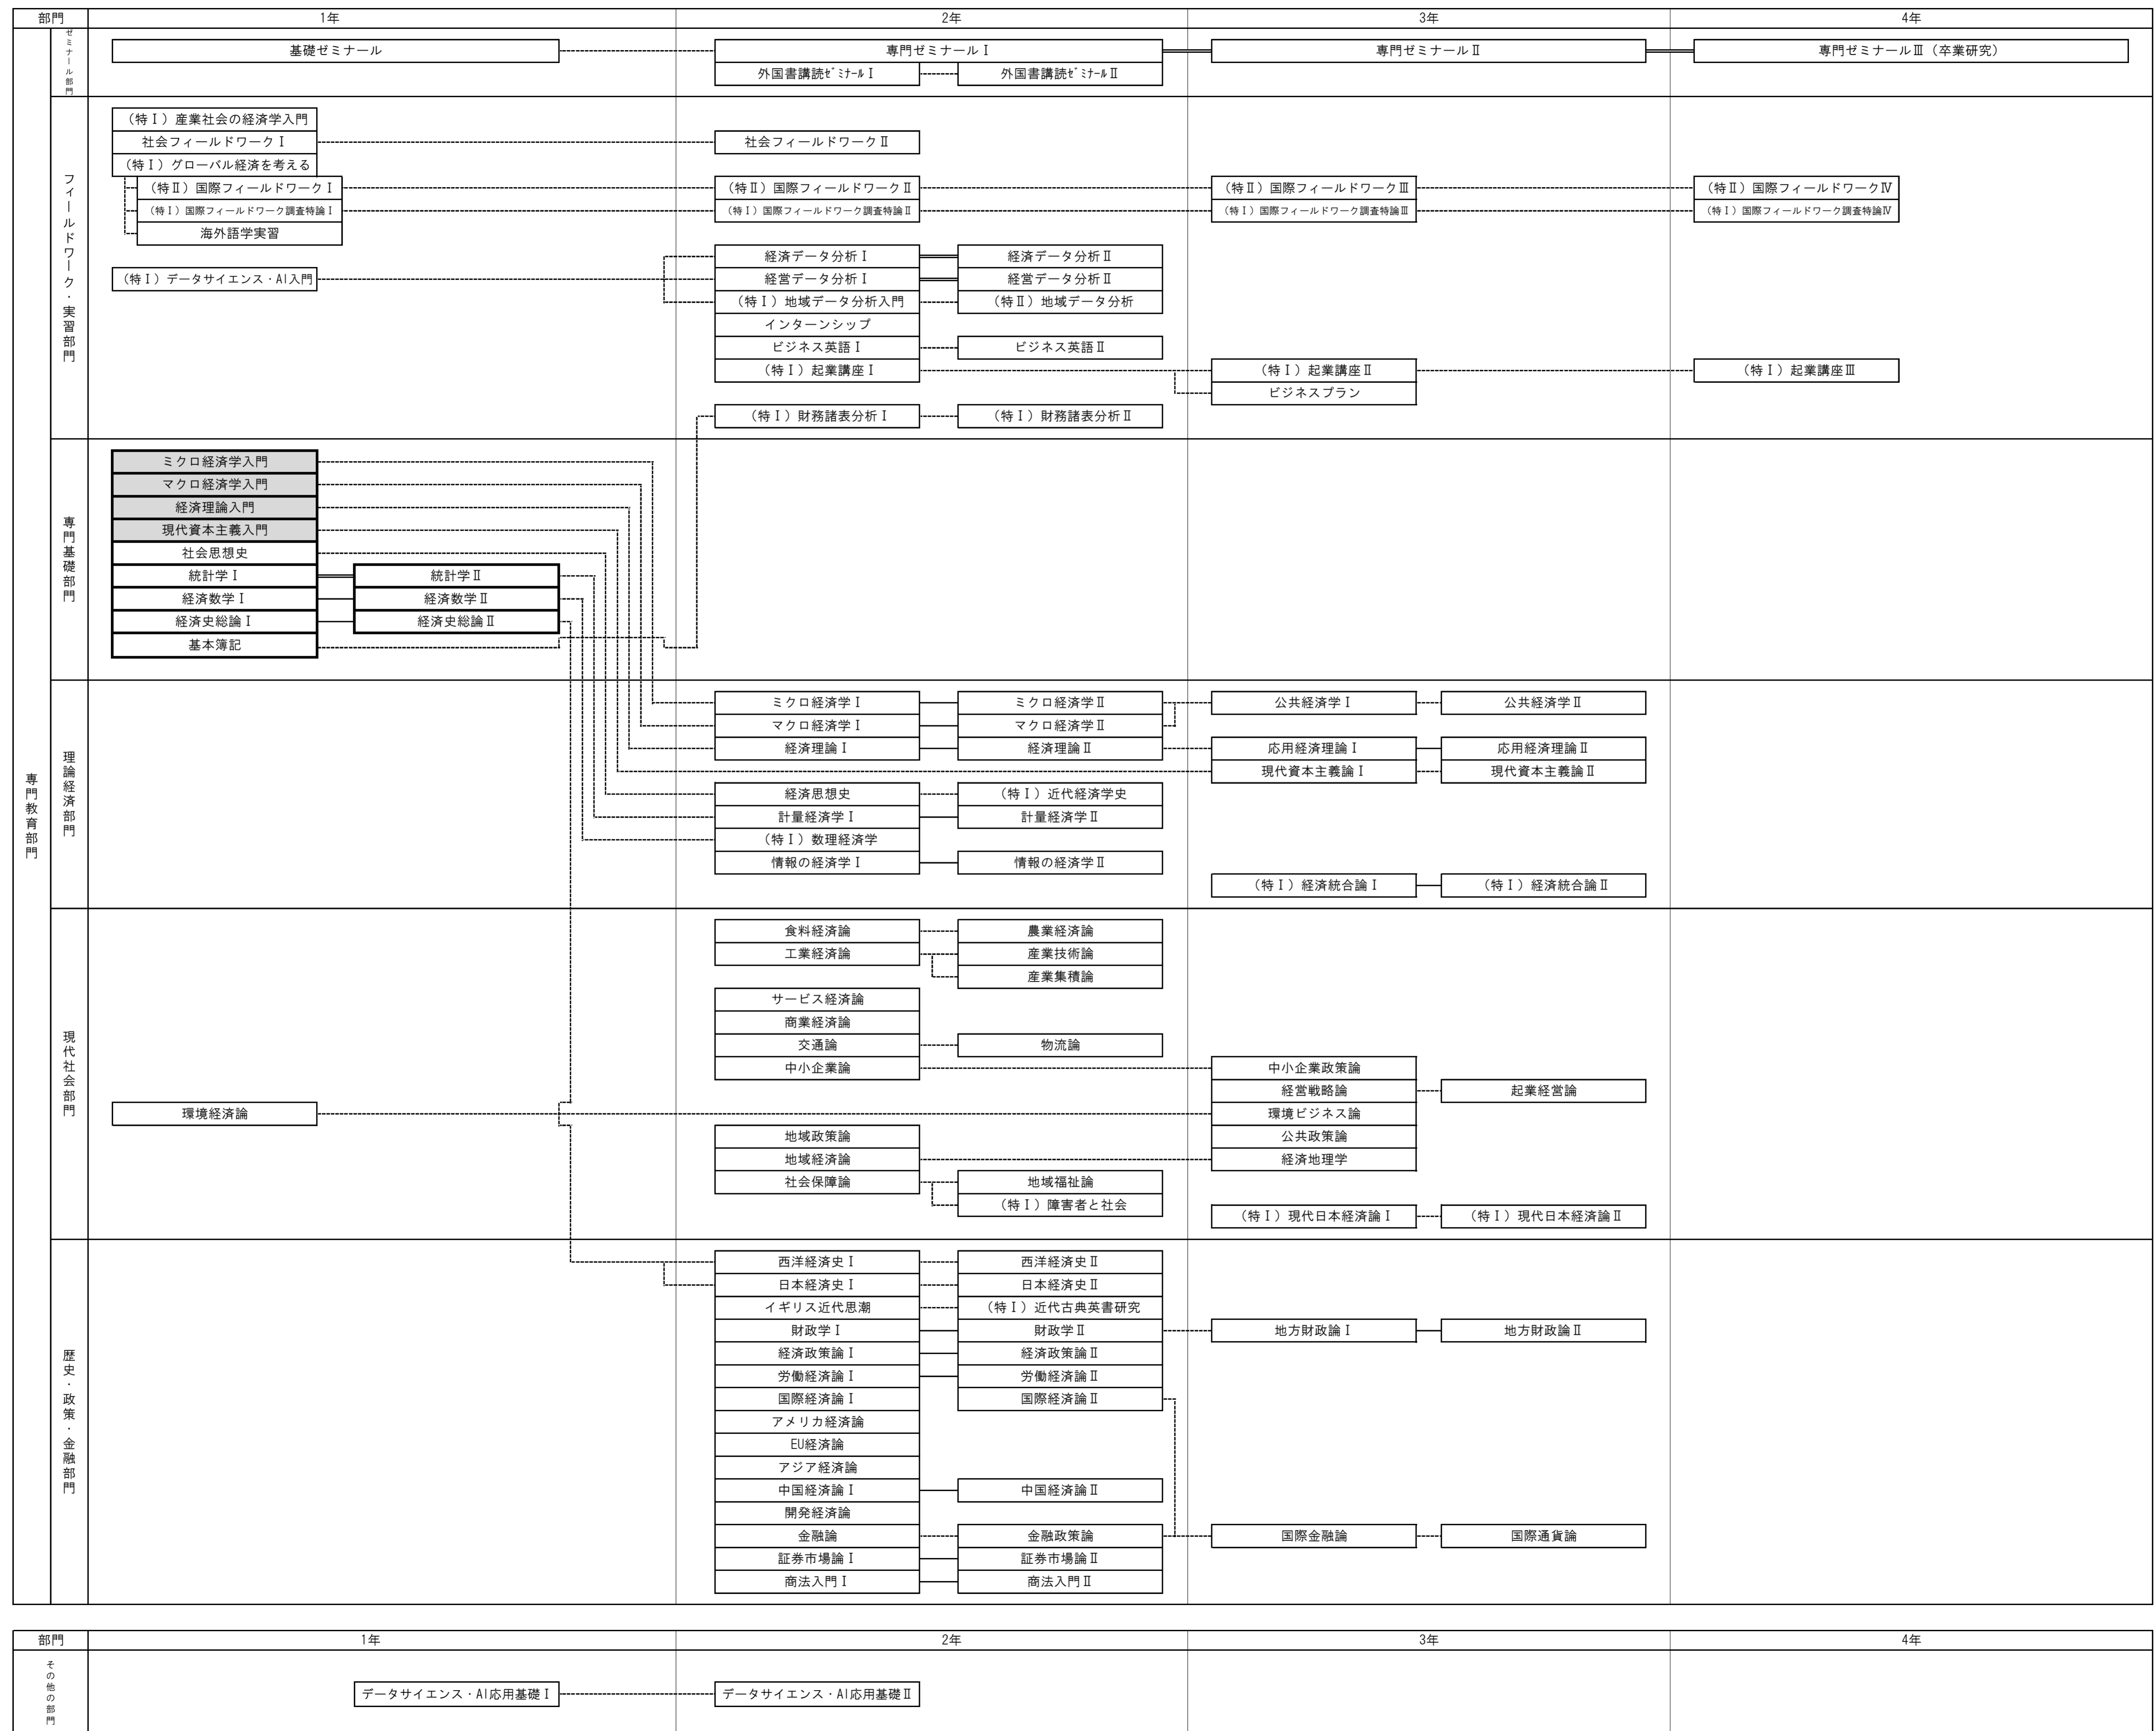 部門 1年 2年 3年 4年
専門教育部門
ゼミナール部門
基礎ゼミナール 専門ゼミナールⅠ 専門ゼミナールⅡ 専門ゼミナールⅢ（卒業研究）
外国書講読ｾﾞﾐﾅｰﾙⅠ 外国書講読ｾﾞﾐﾅｰﾙⅡ
フィールドワーク・実習部門
（特Ⅰ）産業社会の経済学入門
社会フィールドワークⅠ 社会フィールドワークⅡ
（特Ⅰ）グローバル経済を考える
（特Ⅱ）国際フィールドワークⅠ （特Ⅱ）国際フィールドワークⅡ （特Ⅱ）国際フィールドワークⅢ （特Ⅱ）国際フィールドワークⅣ
（特Ⅰ）国際フィールドワーク調査特論Ⅰ （特Ⅰ）国際フィールドワーク調査特論Ⅱ （特Ⅰ）国際フィールドワーク調査特論Ⅲ （特Ⅰ）国際フィールドワーク調査特論Ⅳ
海外語学実習
経済データ分析Ⅰ 経済データ分析Ⅱ
（特Ⅰ）データサイエンス・AI入門 経営データ分析Ⅰ 経営データ分析Ⅱ
（特Ⅰ）地域データ分析入門 （特Ⅱ）地域データ分析
インターンシップ
ビジネス英語Ⅰ ビジネス英語Ⅱ
（特Ⅰ）起業講座Ⅰ （特Ⅰ）起業講座Ⅱ （特Ⅰ）起業講座Ⅲ
ビジネスプラン
（特Ⅰ）財務諸表分析Ⅰ （特Ⅰ）財務諸表分析Ⅱ
専門基礎部門
ミクロ経済学入門
マクロ経済学入門
経済理論入門
現代資本主義入門
社会思想史
統計学Ⅰ 統計学Ⅱ
経済数学Ⅰ 経済数学Ⅱ
経済史総論Ⅰ 経済史総論Ⅱ
基本簿記
理論経済部門
ミクロ経済学Ⅰ ミクロ経済学Ⅱ 公共経済学Ⅰ 公共経済学Ⅱ
マクロ経済学Ⅰ マクロ経済学Ⅱ
経済理論Ⅰ 経済理論Ⅱ 応用経済理論Ⅰ 応用経済理論Ⅱ
現代資本主義論Ⅰ 現代資本主義論Ⅱ
経済思想史 （特Ⅰ）近代経済学史
計量経済学Ⅰ 計量経済学Ⅱ
（特Ⅰ）数理経済学
情報の経済学Ⅰ 情報の経済学Ⅱ
（特Ⅰ）経済統合論Ⅰ （特Ⅰ）経済統合論Ⅱ
現代社会部門
食料経済論 農業経済論
工業経済論 産業技術論
産業集積論
サービス経済論
商業経済論
交通論 物流論
中小企業論 中小企業政策論
経営戦略論 起業経営論
環境経済論 環境ビジネス論
地域政策論 公共政策論
地域経済論 経済地理学
社会保障論 地域福祉論
（特Ⅰ）障害者と社会
（特Ⅰ）現代日本経済論Ⅰ （特Ⅰ）現代日本経済論Ⅱ
歴史・政策・金融部門
西洋経済史Ⅰ 西洋経済史Ⅱ
日本経済史Ⅰ 日本経済史Ⅱ
イギリス近代思潮 （特Ⅰ）近代古典英書研究
財政学Ⅰ 財政学Ⅱ 地方財政論Ⅰ 地方財政論Ⅱ
経済政策論Ⅰ 経済政策論Ⅱ
労働経済論Ⅰ 労働経済論Ⅱ
国際経済論Ⅰ 国際経済論Ⅱ
アメリカ経済論
EU経済論
アジア経済論
中国経済論Ⅰ 中国経済論Ⅱ
開発経済論
金融論 金融政策論 国際金融論 国際通貨論
証券市場論Ⅰ 証券市場論Ⅱ
商法入門Ⅰ 商法入門Ⅱ
部門 1年 2年 3年 4年
その他の部門
データサイエンス・AI応用基礎Ⅰ データサイエンス・AI応用基礎Ⅱ